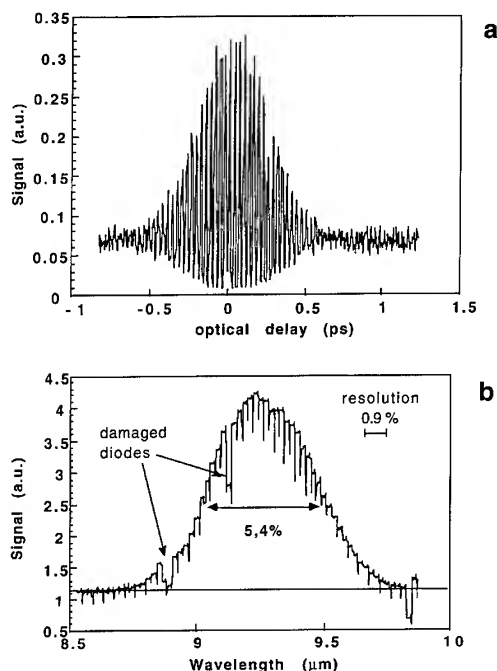 a
0.35
0.3
0.25
0.2
0.15
0.1
0.05
0
Signal (a.u.)
-1 -0.5 0 0.5 1 1.5
optical delay (ps)
b
4.5
4
3.5
3
2.5
2
1.5
1
0.5
Signal (a.u.)
damaged
diodes
resolution
0.9 %
5,4%
8.5 9 9.5 10
Wavelength (µm)